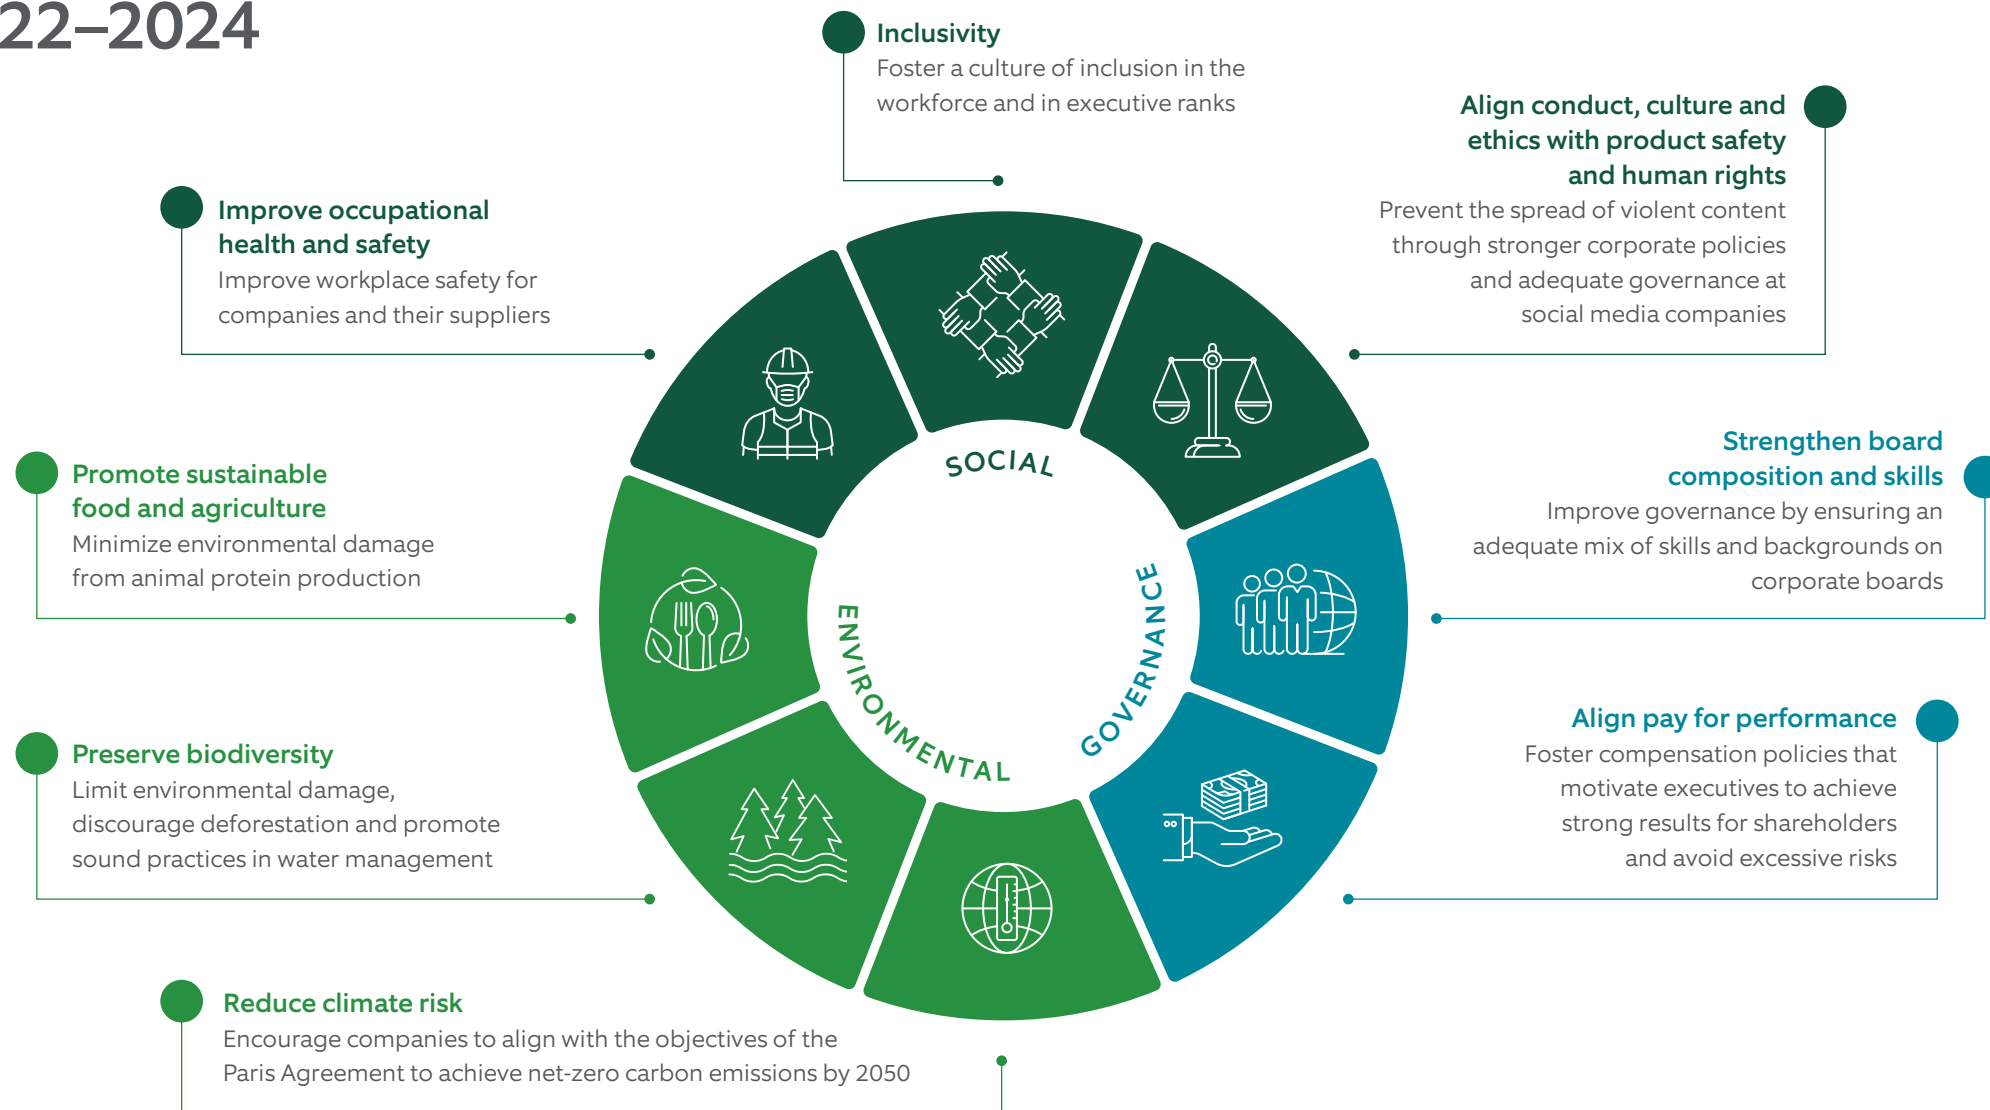 22–2024
Inclusivity
Foster a culture of inclusion in the
workforce and in executive ranks
Align conduct, culture and
ethics with product safety
and human rights
Prevent the spread of violent content
through stronger corporate policies
and adequate governance at
social media companies
Improve occupational
health and safety
Improve workplace safety for
companies and their suppliers
Strengthen board
composition and skills
Improve governance by ensuring an
adequate mix of skills and backgrounds on
corporate boards
Promote sustainable
food and agriculture
Minimize environmental damage
from animal protein production
SOCIAL
ENVIRONMENTAL
GOVERNANCE
Align pay for performance
Foster compensation policies that
motivate executives to achieve
strong results for shareholders
and avoid excessive risks
Preserve biodiversity
Limit environmental damage,
discourage deforestation and promote
sound practices in water management
Reduce climate risk
Encourage companies to align with the objectives of the
Paris Agreement to achieve net-zero carbon emissions by 2050